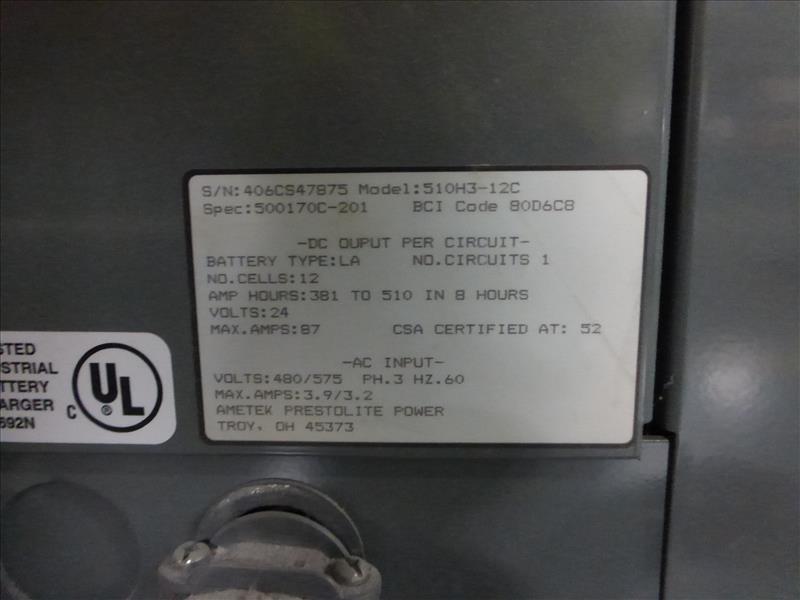 S/N:406CS47875 Model:510H3-12C
Spec:500170C-201 BCI Code 80D6C8
-DC OUPUT PER CIRCUIT-
BATTERY TYPE:LA NO.CIRCUITS 1
NO.CELLS:12
AMP HOURS:381 TO 510 IN 8 HOURS
VOLTS:24
MAX.AMPS:87 CSA CERTIFIED AT: 52
-AC INPUT-
VOLTS:480/575 PH.3 HZ.60
MAX.AMPS:3.9/3.2
AMETEK PRESTOLITE POWER
TROY, OH 45373
STED
USTRIAL
TTERY
ARGER
692N
C UL ®